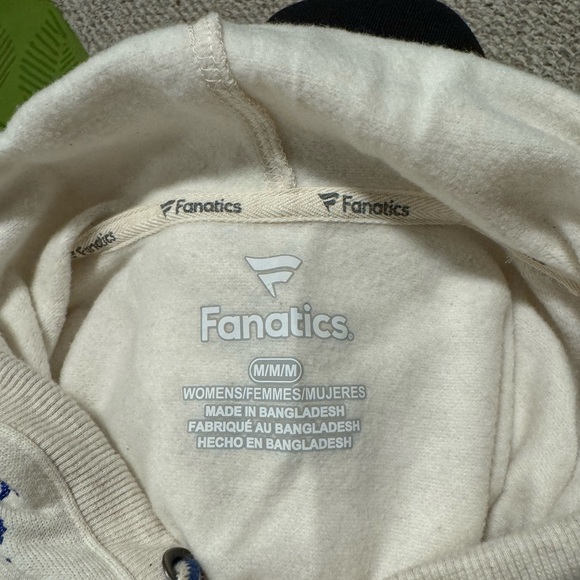 Fanatics
Fanatics
Fanatics
Fanatics®
M/M/M
WOMENS/FEMMES/MUJERES
MADE IN BANGLADESH
FABRIQUÉ AU BANGLADESH
HECHO EN BANGLADESH